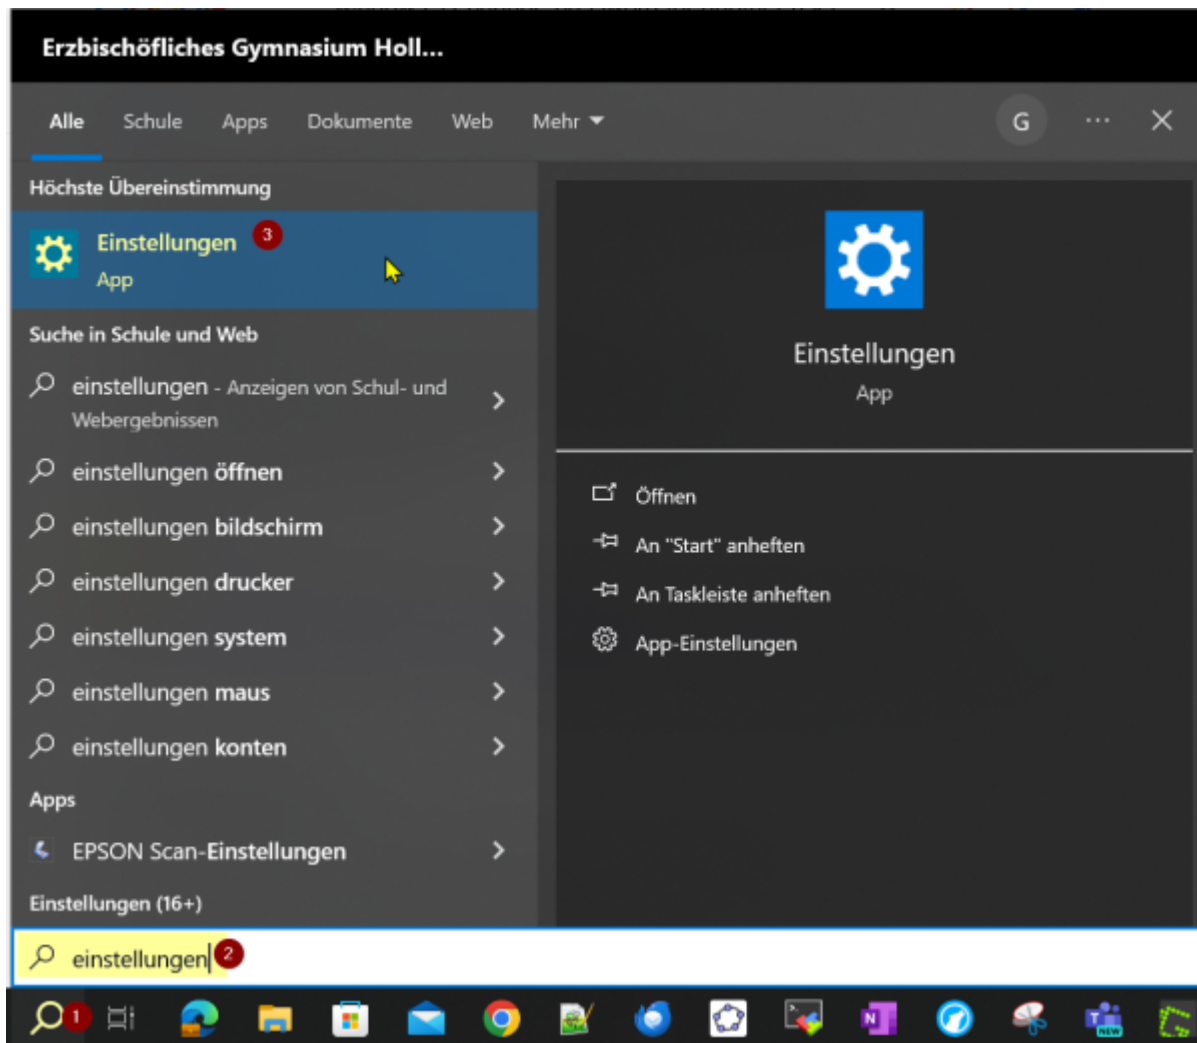 Erzbischöfliches Gymnasium Holl...
Alle Schule Apps Dokumente Web Mehr
G ...
Höchste Übereinstimmung
Einstellungen 3
App
Suche in Schule und Web
einstellungen - Anzeigen von Schul- und
Webergebnissen
einstellungen öffnen
einstellungen bildschirm
einstellungen drucker
einstellungen system
einstellungen maus
einstellungen konten
Apps
EPSON Scan-Einstellungen
Einstellungen (16+)
Einstellungen
App
Öffnen
An "Start" anheften
An Taskleiste anheften
App-Einstellungen
einstellungen 2
1 N T NEW